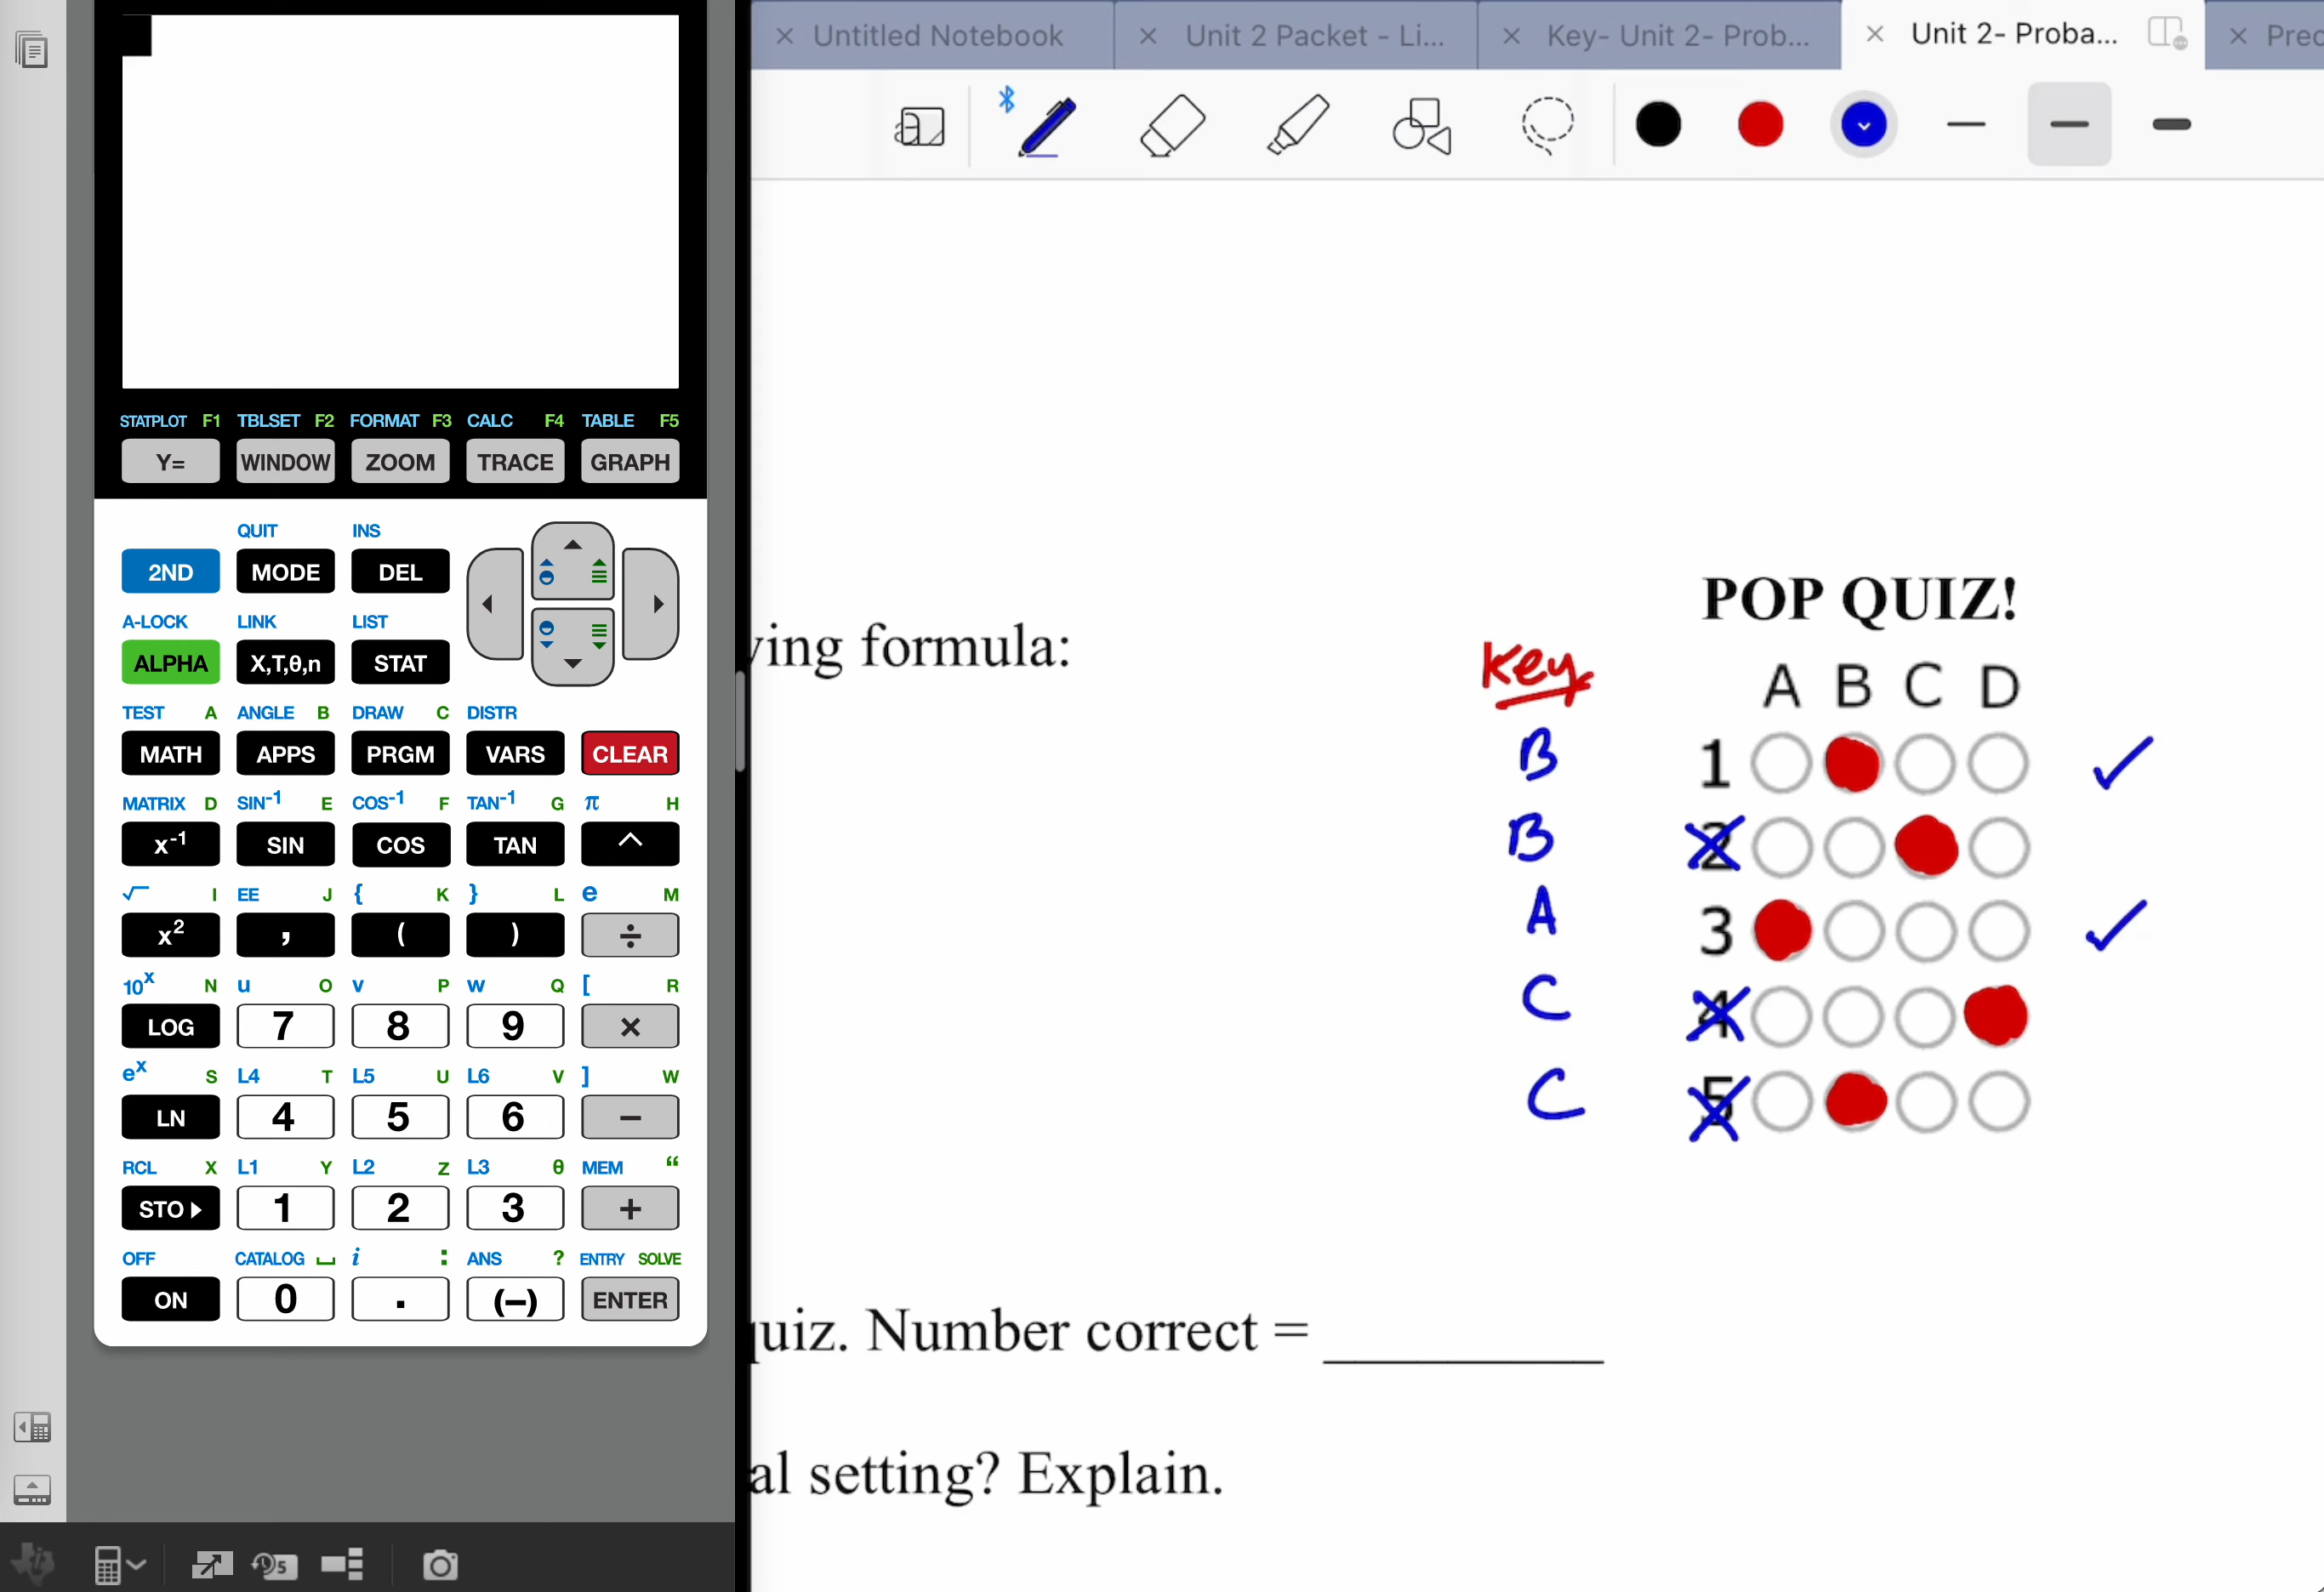 Untitled Notebook
Unit 2 Packet - Li...
Key- Unit 2- Prob...
Unit 2- Proba...
STATPLOT F1 TBLSET F2 FORMAT F3 CALC F4 TABLE F5
Y= WINDOW ZOOM TRACE GRAPH
QUIT INS
2ND MODE DEL
A-LOCK LINK LIST
ALPHA X,T,θ,n STAT
TEST A ANGLE B DRAW C DISTR
MATH APPS PRGM VARS CLEAR
MATRIX D SIN⁻¹ E COS⁻¹ F TAN⁻¹ G π H
x⁻¹ SIN COS TAN ^
√ I EE J { K } L e M
x² , ( ) ÷
10ˣ N u O v P w Q [ R
LOG 7 8 9 ×
eˣ S L4 T L5 U L6 V ] W
LN 4 5 6 −
RCL X L1 Y L2 Z L3 θ MEM “
STO▶ 1 2 3 +
OFF CATALOG ⎵ i : ANS ? ENTRY SOLVE
ON 0 . (−) ENTER
5
a
ying formula:
POP QUIZ!
Key
A B C D
B 1 ✓
B 2
A 3 ✓
C 4
C 5
quiz. Number correct = __________
al setting? Explain.